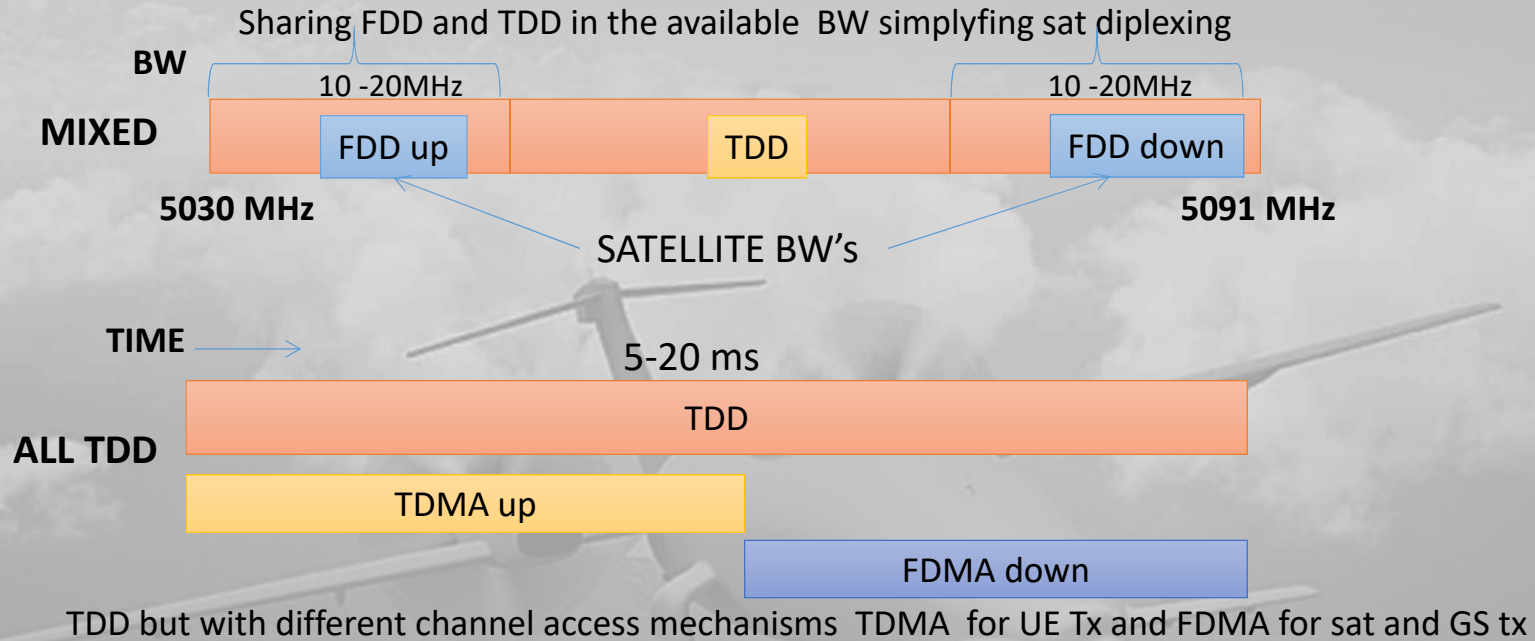 Sharing FDD and TDD in the available BW simplyfing sat diplexing
BW
10 -20MHz
10 -20MHz
MIXED
FDD up
TDD
FDD down
5030 MHz
5091 MHz
SATELLITE BW’s
TIME
5-20 ms
TDD
ALL TDD
TDMA up
FDMA down
TDD but with different channel access mechanisms TDMA for UE Tx and FDMA for sat and GS tx